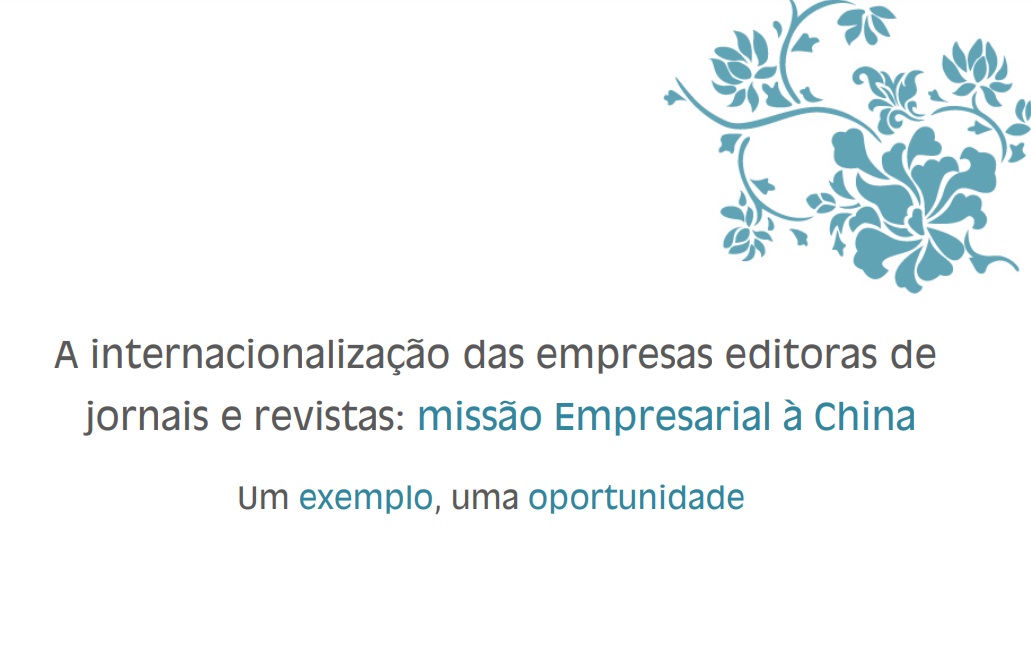 A internacionalização das empresas editoras de
jornais e revistas: missão Empresarial à China
Um exemplo, uma oportunidade